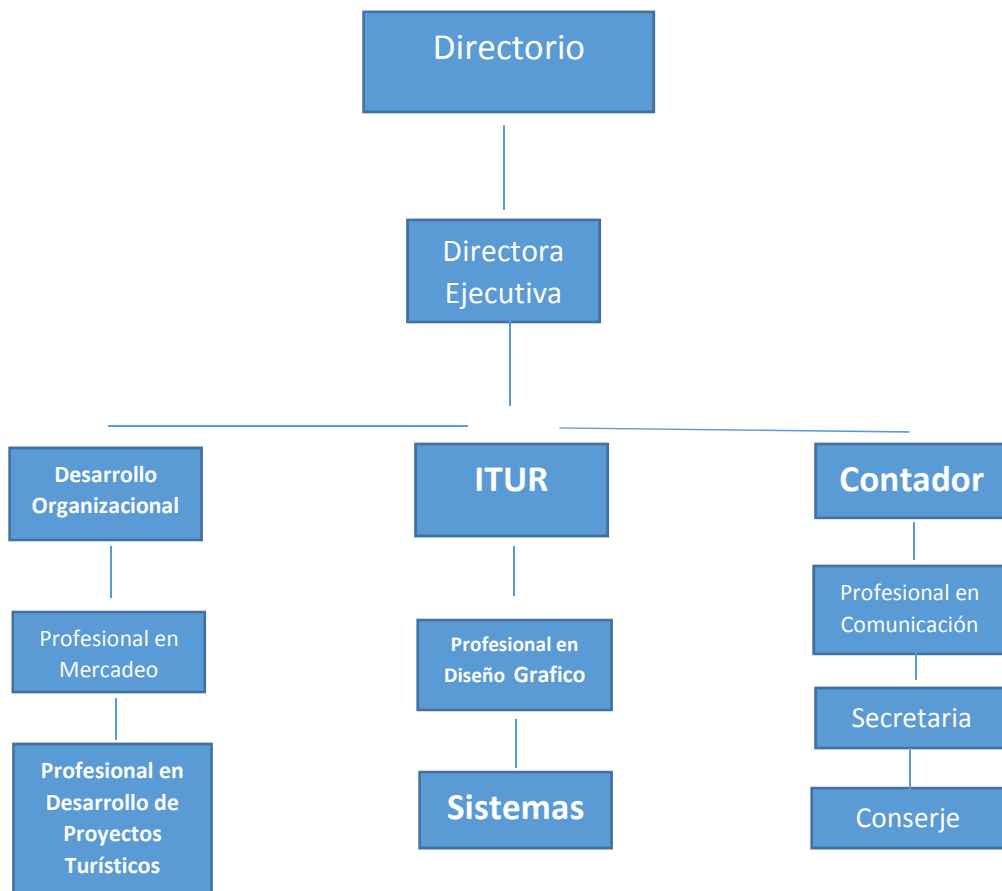 Directorio
Directora
Ejecutiva
Desarrollo
Organizacional
ITUR
Contador
Profesional en
Mercadeo
Profesional en
Diseño Grafico
Profesional en
Comunicación
Secretaria
Profesional en
Desarrollo de
Proyectos
Turísticos
Sistemas
Conserje